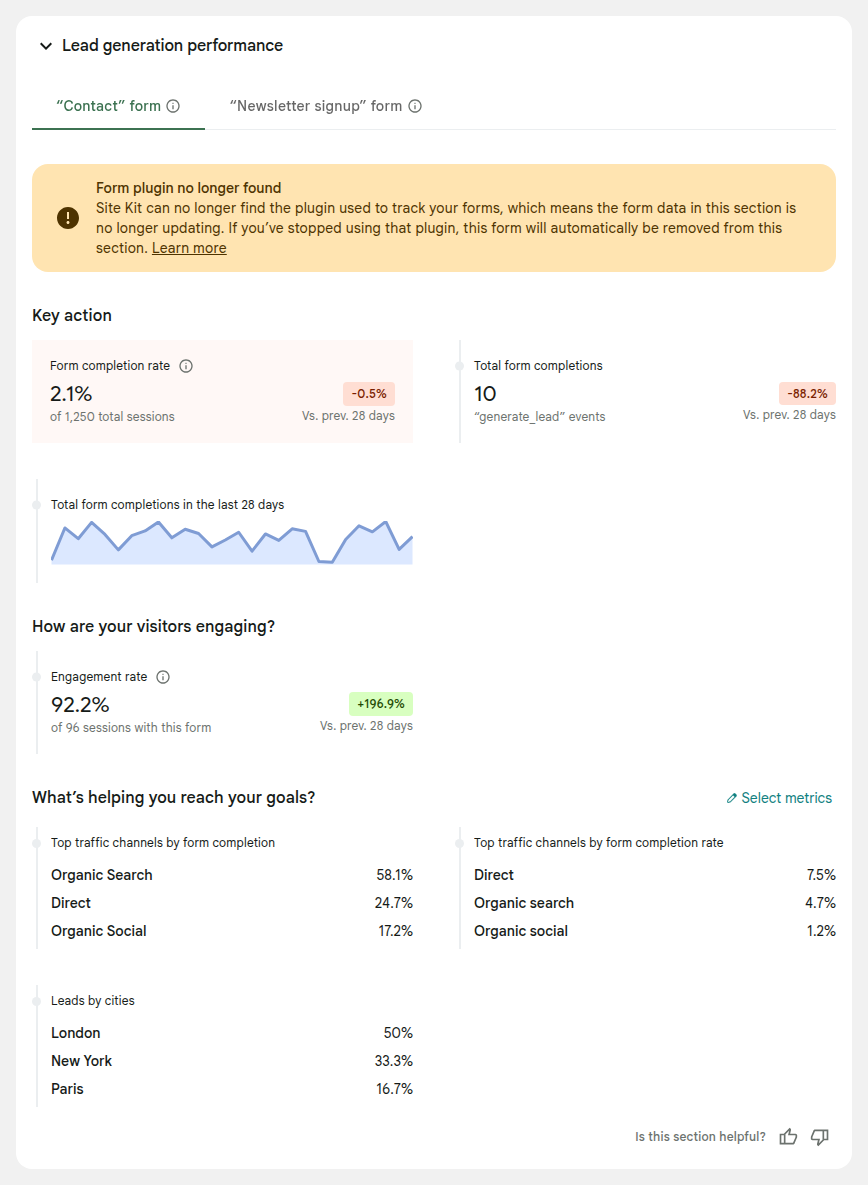 Lead generation performance
“Contact” form
“Newsletter signup” form
Form plugin no longer found
Site Kit can no longer find the plugin used to track your forms, which means the form data in this section is
no longer updating. If you’ve stopped using that plugin, this form will automatically be removed from this
section. Learn more
Key action
Form completion rate
2.1%
-0.5%
of 1,250 total sessions
Vs. prev. 28 days
Total form completions
10
-88.2%
“generate_lead” events
Vs. prev. 28 days
Total form completions in the last 28 days
How are your visitors engaging?
Engagement rate
92.2%
+196.9%
of 96 sessions with this form
Vs. prev. 28 days
What’s helping you reach your goals?
Select metrics
Top traffic channels by form completion
Organic Search 58.1%
Direct 24.7%
Organic Social 17.2%
Top traffic channels by form completion rate
Direct 7.5%
Organic search 4.7%
Organic social 1.2%
Leads by cities
London 50%
New York 33.3%
Paris 16.7%
Is this section helpful?